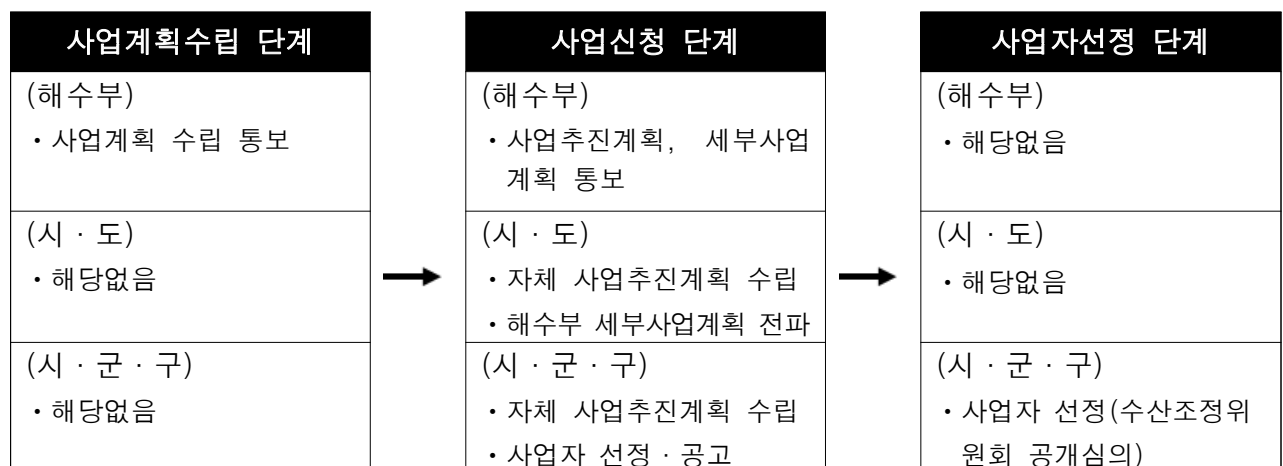 사업계획수립 단계
(해수부)
・사업계획 수립 통보
(시 · 도)
・해당없음
(시 · 군 · 구)
・해당없음
사업신청 단계
(해수부)
・사업추진계획, 세부사업
계획 통보
(시 · 도)
・자체 사업추진계획 수립
・해수부 세부사업계획 전파
(시 · 군 · 구)
・자체 사업추진계획 수립
・사업자 선정 · 공고
사업자선정 단계
(해수부)
・해당없음
(시 · 도)
・해당없음
(시 · 군 · 구)
・사업자 선정(수산조정위
원회 공개심의)